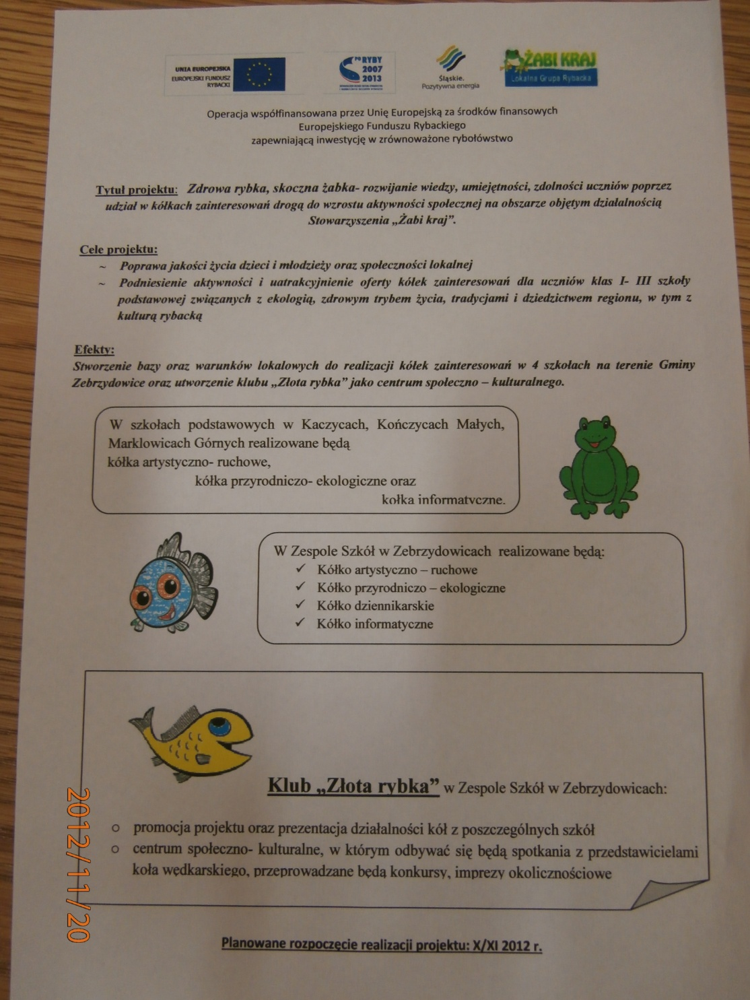 UNIA EUROPEJSKA
EUROPEJSKI FUNDUSZ
RYBACKI
PO RYBY
2007
2013
Śląskie.
Pozytywna energia
ŻABI KRAJ
Lokalna Grupa Rybacka
Operacja współfinansowana przez Unię Europejską za środków finansowych
Europejskiego Funduszu Rybackiego
zapewniającą inwestycję w zrównoważone rybołówstwo
Tytuł projektu: Zdrowa rybka, skoczna żabka- rozwijanie wiedzy, umiejętności, zdolności uczniów poprzez
udział w kółkach zainteresowań drogą do wzrostu aktywności społecznej na obszarze objętym działalnością
Stowarzyszenia „Żabi kraj”.
Cele projektu:
~ Poprawa jakości życia dzieci i młodzieży oraz społeczności lokalnej
~ Podniesienie aktywności i uatrakcyjnienie oferty kółek zainteresowań dla uczniów klas I- III szkoły
podstawowej związanych z ekologią, zdrowym trybem życia, tradycjami i dziedzictwem regionu, w tym z
kulturą rybacką
Efekty:
Stworzenie bazy oraz warunków lokalowych do realizacji kółek zainteresowań w 4 szkołach na terenie Gminy
Zebrzydowice oraz utworzenie klubu „Złota rybka” jako centrum społeczno – kulturalnego.
W szkołach podstawowych w Kaczycach, Kończycach Małych,
Marklowicach Górnych realizowane będą
kółka artystyczno- ruchowe,
kółka przyrodniczo- ekologiczne oraz
kółka informatyczne.
W Zespole Szkół w Zebrzydowicach realizowane będą:
✓ Kółko artystyczno – ruchowe
✓ Kółko przyrodniczo – ekologiczne
✓ Kółko dziennikarskie
✓ Kółko informatyczne
Klub „Złota rybka” w Zespole Szkół w Zebrzydowicach:
o promocja projektu oraz prezentacja działalności kół z poszczególnych szkół
o centrum społeczno- kulturalne, w którym odbywać się będą spotkania z przedstawicielami
koła wędkarskiego, przeprowadzane będą konkursy, imprezy okolicznościowe
Planowane rozpoczęcie realizacji projektu: X/XI 2012 r.
2012/11/20